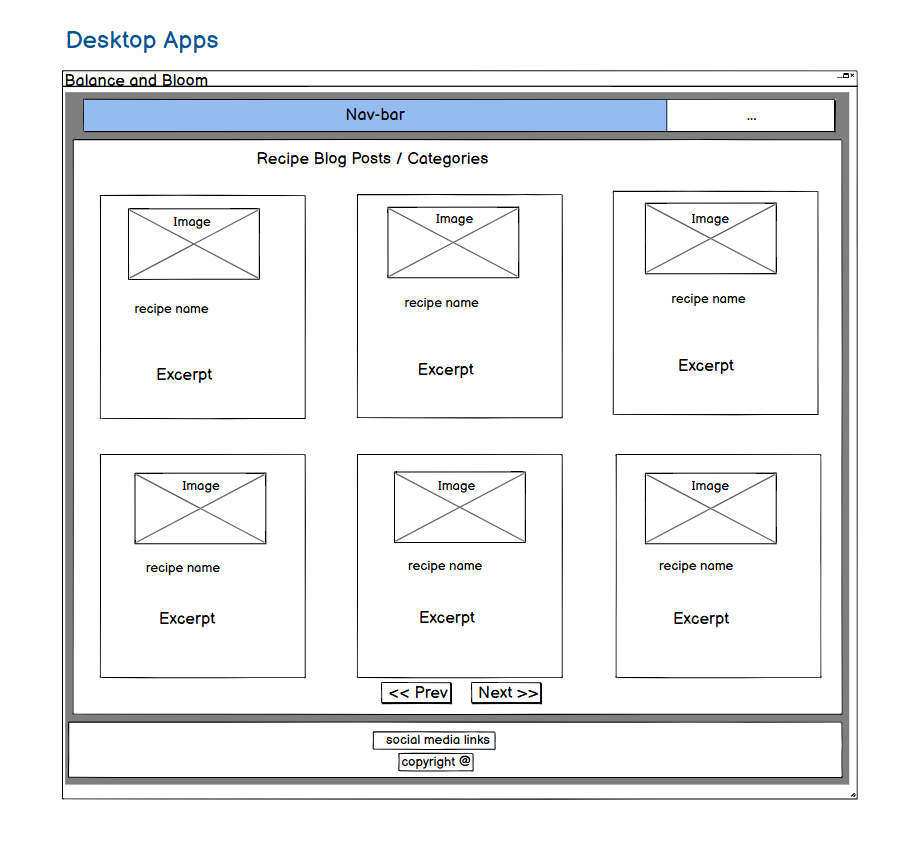 Desktop Apps
Balance and Bloom
Nav-bar ...
Recipe Blog Posts / Categories
Image Image Image
recipe name recipe name recipe name
Excerpt Excerpt Excerpt
Image Image Image
recipe name recipe name recipe name
Excerpt Excerpt Excerpt
<< Prev Next >>
social media links
copyright @